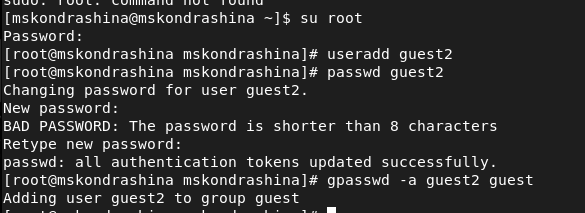 sudo: root: command not found
[mskondrashina@mskondrashina ~]$ su root
Password:
[root@mskondrashina mskondrashina]# useradd guest2
[root@mskondrashina mskondrashina]# passwd guest2
Changing password for user guest2.
New password:
BAD PASSWORD: The password is shorter than 8 characters
Retype new password:
passwd: all authentication tokens updated successfully.
[root@mskondrashina mskondrashina]# gpasswd -a guest2 guest
Adding user guest2 to group guest
[root@mskondrashina mskondrashina]#